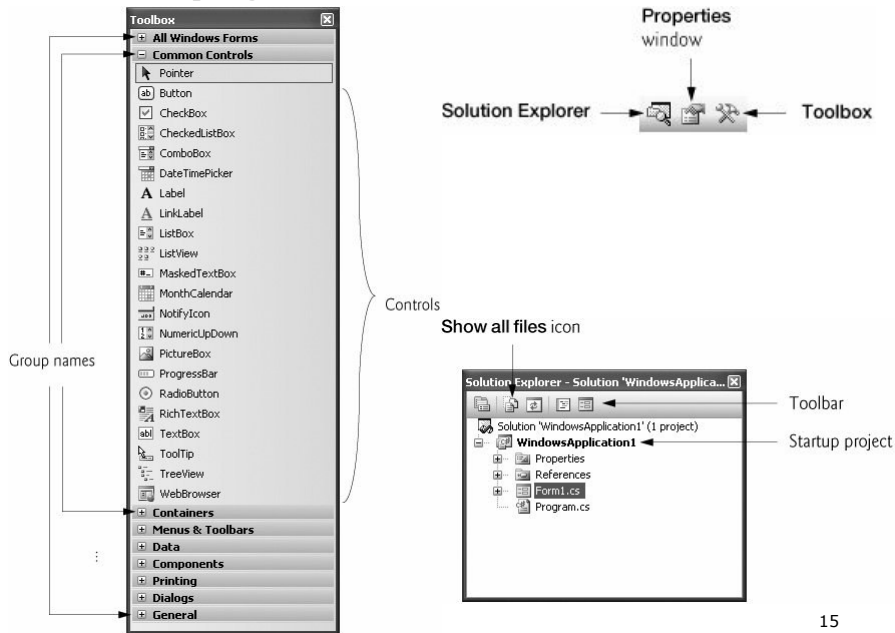 Toolbox
All Windows Forms
Common Controls
Pointer
Button
CheckBox
CheckedListBox
ComboBox
DateTimePicker
Label
LinkLabel
ListBox
ListView
MaskedTextBox
MonthCalendar
NotifyIcon
NumericUpDown
PictureBox
ProgressBar
RadioButton
RichTextBox
TextBox
ToolTip
TreeView
WebBrowser
Containers
Menus & Toolbars
Data
Components
Printing
Dialogs
General
Group names
Controls
Properties
window
Solution Explorer
Toolbox
Show all files icon
Solution Explorer - Solution 'WindowsApplica...
Toolbar
Solution 'WindowsApplication1' (1 project)
WindowsApplication1
Startup project
Properties
References
Form1.cs
Program.cs
15